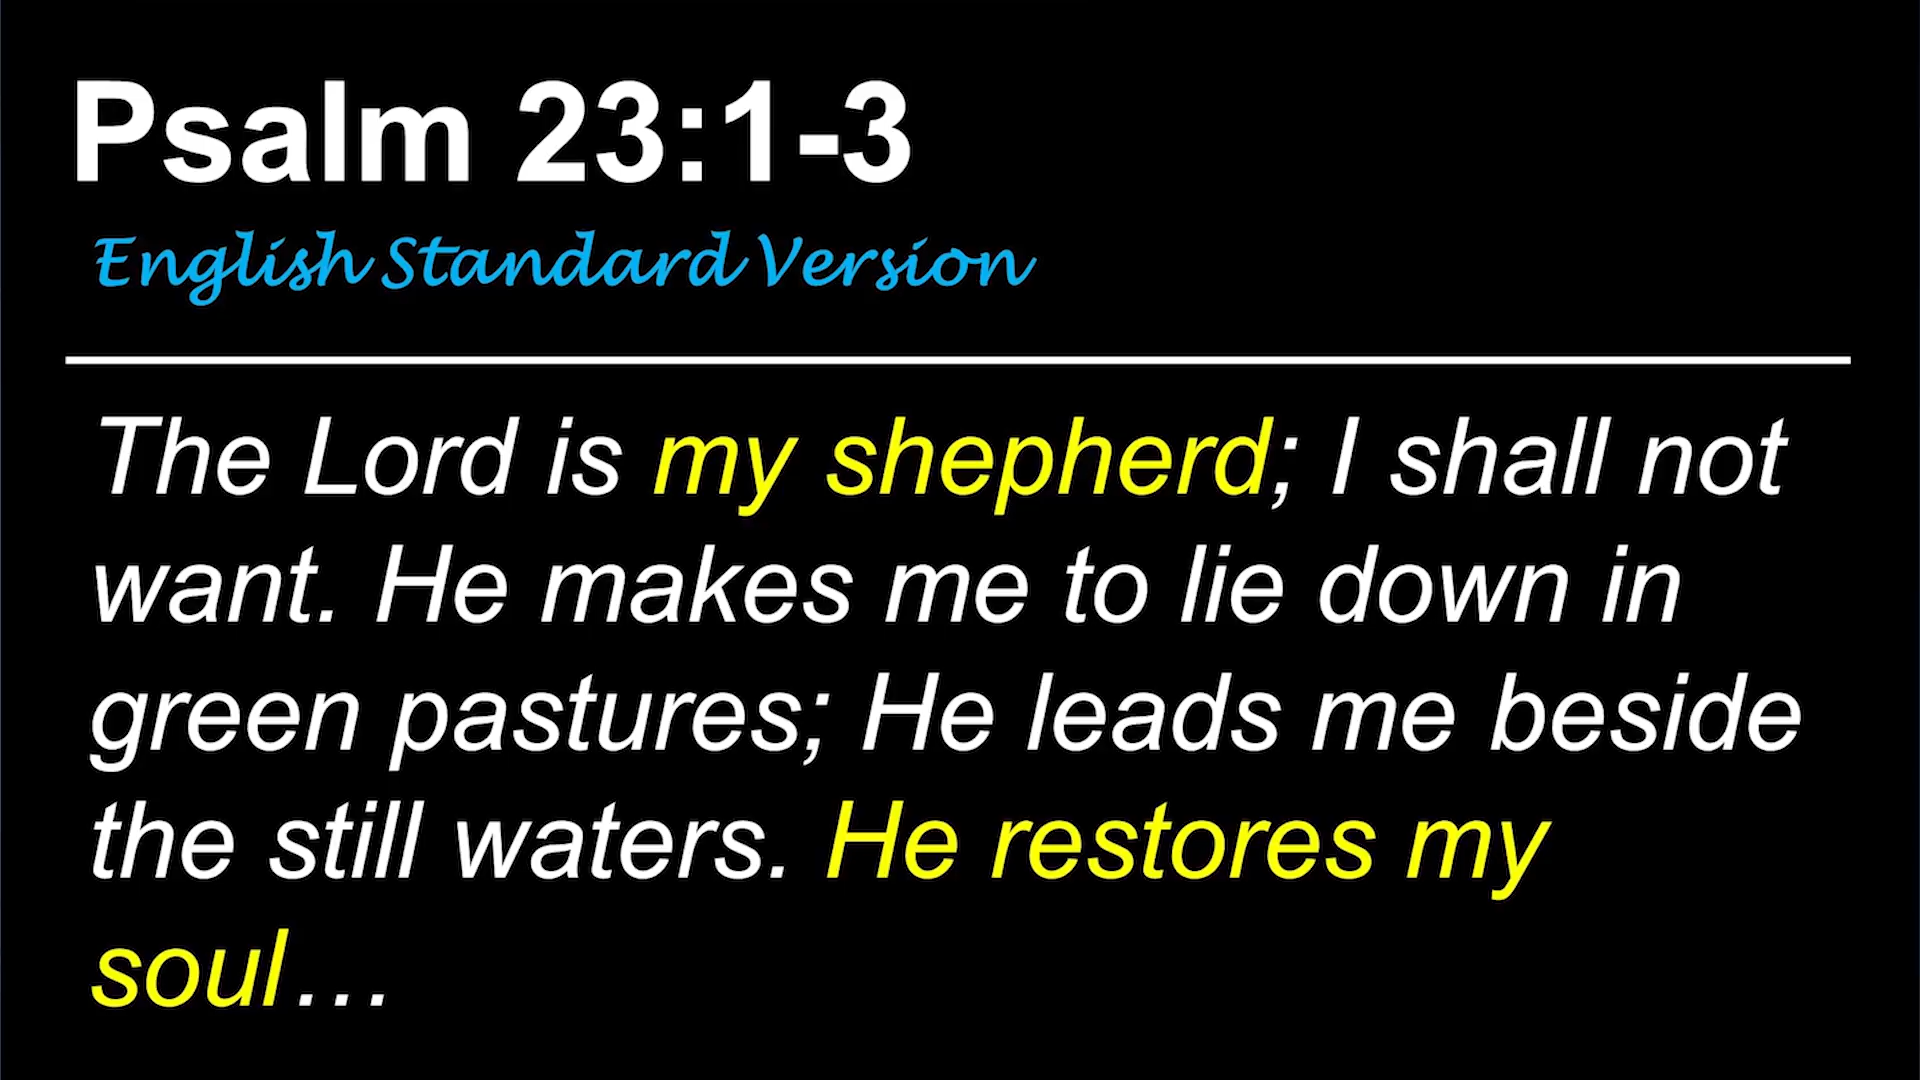 Psalm 23:1-3
English Standard Version
The Lord is my shepherd; I shall not
want. He makes me to lie down in
green pastures; He leads me beside
the still waters. He restores my
soul…